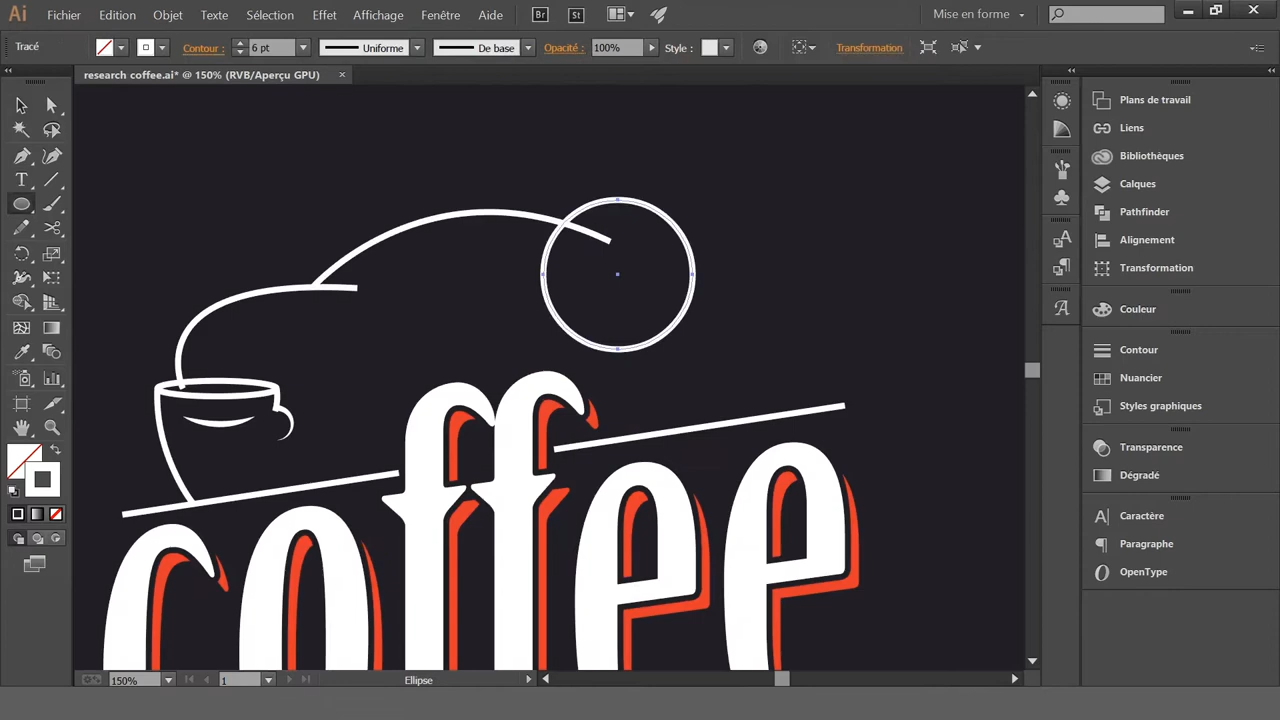 Ai Fichier Edition Objet Texte Sélection Effet Affichage Fenêtre Aide Br St Mise en forme
Tracé Contour : 6 pt Uniforme De base Opacité : 100% Style : Transformation
research coffee.ai* @ 150% (RVB/Aperçu GPU) ×
Plans de travail
Liens
Bibliothèques
Calques
Pathfinder
Alignement
Transformation
Couleur
Contour
Nuancier
Styles graphiques
Transparence
Dégradé
Caractère
Paragraphe
OpenType
coffee
150% 1 Ellipse